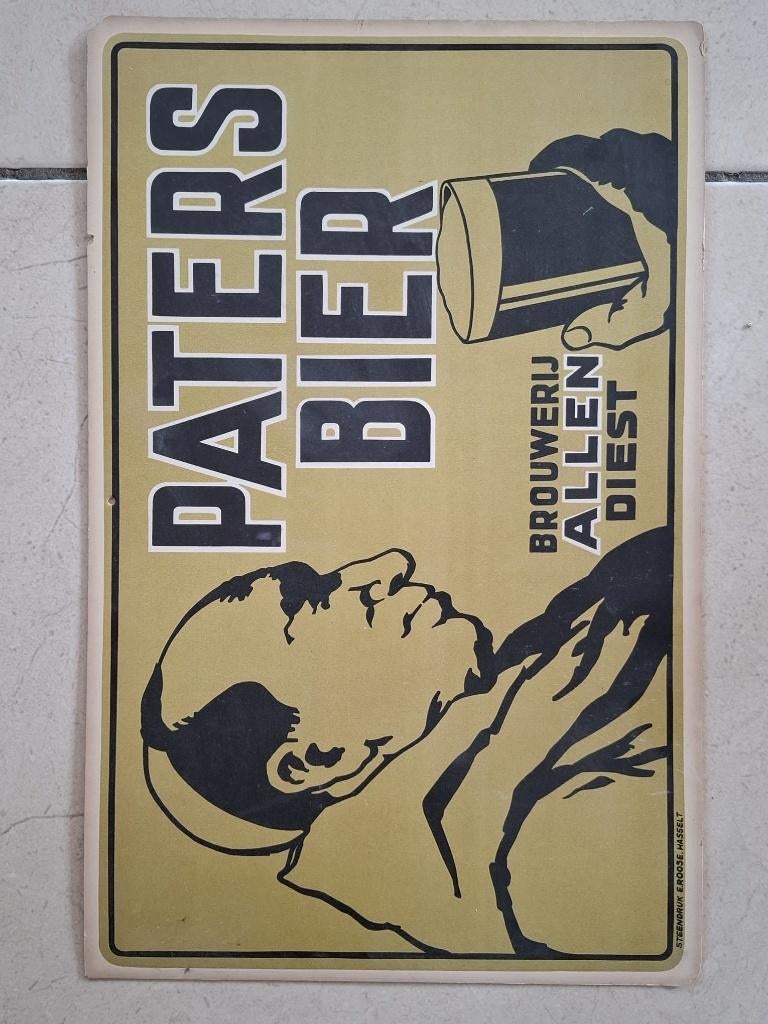 PATERS
BIER
BROUWERIJ
ALLEN
DIEST
STEENDRUK E.ROOSE. HASSELT